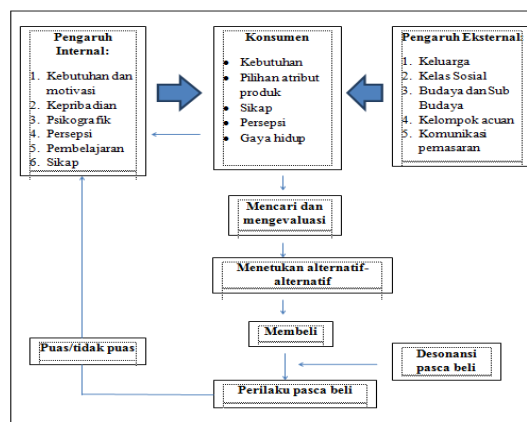 Pengaruh
Internal:
1. Kebutuhan dan
motivasi
2. Kepribadian
3. Psikografik
4. Persepsi
5. Pembelajaran
6. Sikap
Konsumen
• Kebutuhan
• Pilihan atribut
produk
• Sikap
• Persepsi
• Gaya hidup
Pengaruh Eksternal:
1. Keluarga
2. Kelas Sosial
3. Budaya dan Sub
Budaya
4. Kelompok acuan
5. Komunikasi
pemasaran
Mencari dan
mengevaluasi
Menetukan alternatif-
alternatif
Membeli
Puas/tidak puas
Desonansi
pasca beli
Perilaku pasca beli